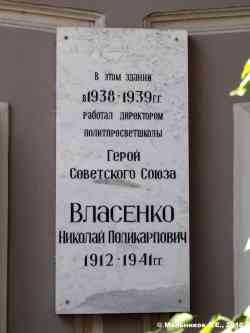 В этом здании
в 1938-1939 гг.
работал директором
политпросветшколы
Герой
Советского Союза
Власенко
Николай Поликарпович
1912-1941 гг.